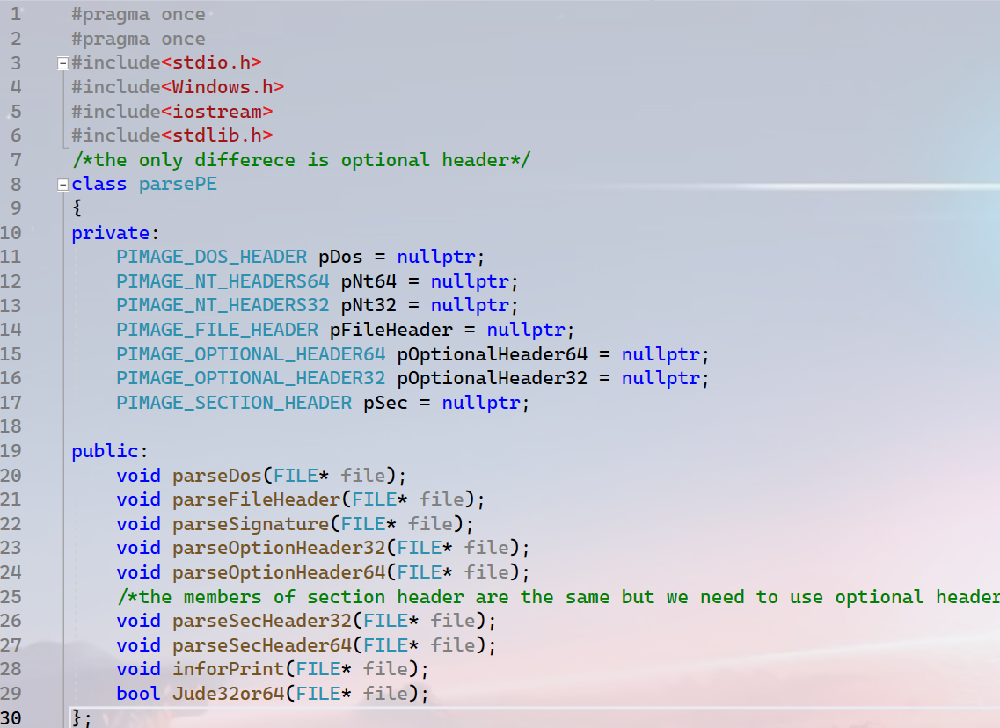 1 #pragma once
2 #pragma once
3 #include<stdio.h>
4 #include<Windows.h>
5 #include<iostream>
6 #include<stdlib.h>
7 /*the only differece is optional header*/
8 class parsePE
9 {
10 private:
11 PIMAGE_DOS_HEADER pDos = nullptr;
12 PIMAGE_NT_HEADERS64 pNt64 = nullptr;
13 PIMAGE_NT_HEADERS32 pNt32 = nullptr;
14 PIMAGE_FILE_HEADER pFileHeader = nullptr;
15 PIMAGE_OPTIONAL_HEADER64 pOptionalHeader64 = nullptr;
16 PIMAGE_OPTIONAL_HEADER32 pOptionalHeader32 = nullptr;
17 PIMAGE_SECTION_HEADER pSec = nullptr;
18
19 public:
20 void parseDos(FILE* file);
21 void parseFileHeader(FILE* file);
22 void parseSignature(FILE* file);
23 void parseOptionHeader32(FILE* file);
24 void parseOptionHeader64(FILE* file);
25 /*the members of section header are the same but we need to use optional header
26 void parseSecHeader32(FILE* file);
27 void parseSecHeader64(FILE* file);
28 void inforPrint(FILE* file);
29 bool Jude32or64(FILE* file);
30 };